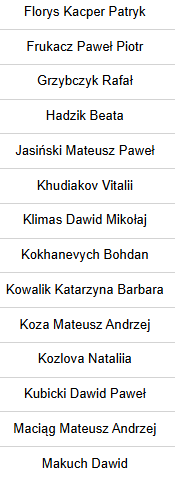 Florys Kacper Patryk
Frukacz Paweł Piotr
Grzybczyk Rafał
Hadzik Beata
Jasiński Mateusz Paweł
Khudiakov Vitalii
Klimas Dawid Mikołaj
Kokhanevych Bohdan
Kowalik Katarzyna Barbara
Koza Mateusz Andrzej
Kozlova Nataliia
Kubicki Dawid Paweł
Maciąg Mateusz Andrzej
Makuch Dawid